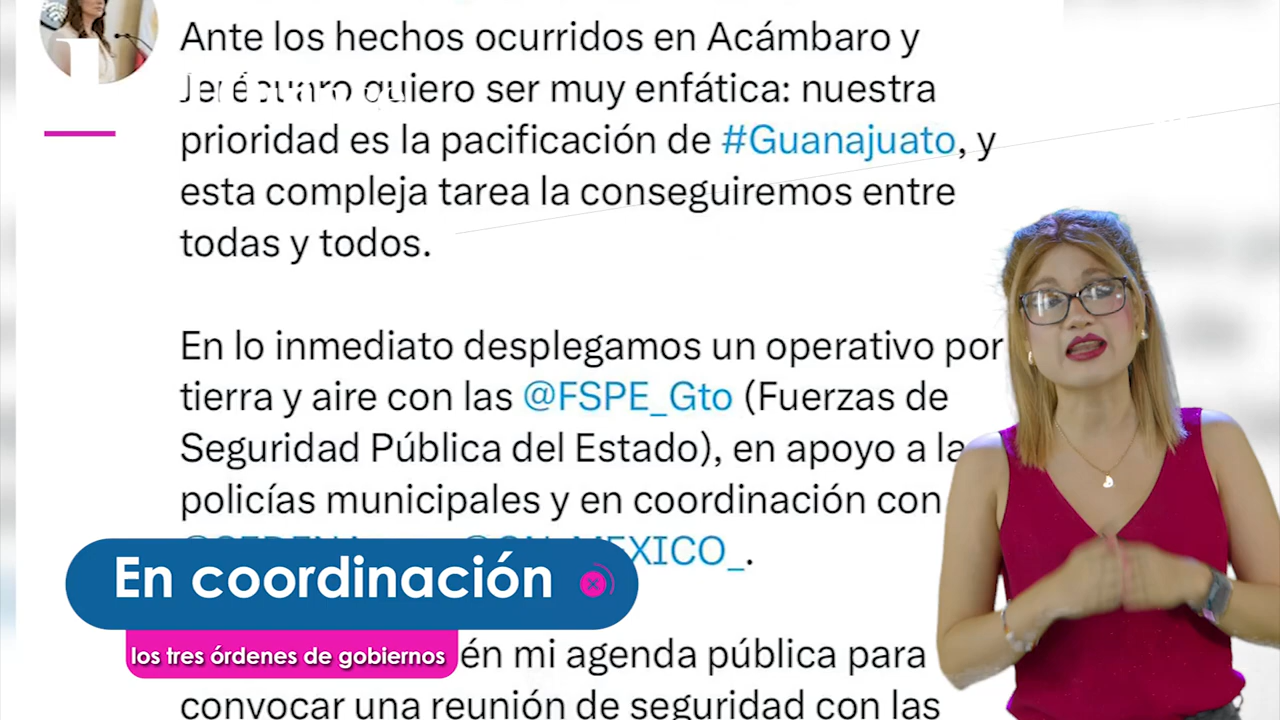 Ante los hechos ocurridos en Acámbaro y
Jerécuaro quiero ser muy enfática: nuestra
prioridad es la pacificación de #Guanajuato, y
esta compleja tarea la conseguiremos entre
todas y todos.
En lo inmediato desplegamos un operativo por
tierra y aire con las @FSPE_Gto (Fuerzas de
Seguridad Pública del Estado), en apoyo a la
policías municipales y en coordinación con
MEXICO_.
En coordinación
los tres órdenes de gobiernos
én mi agenda pública para
convocar una reunión de seguridad con las